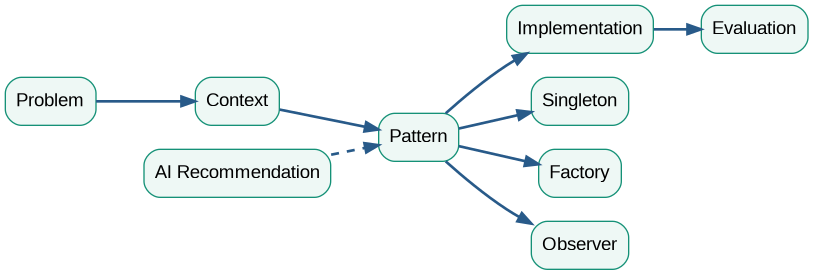 Implementation
Evaluation
Problem
Context
Singleton
Pattern
AI Recommendation
Factory
Observer